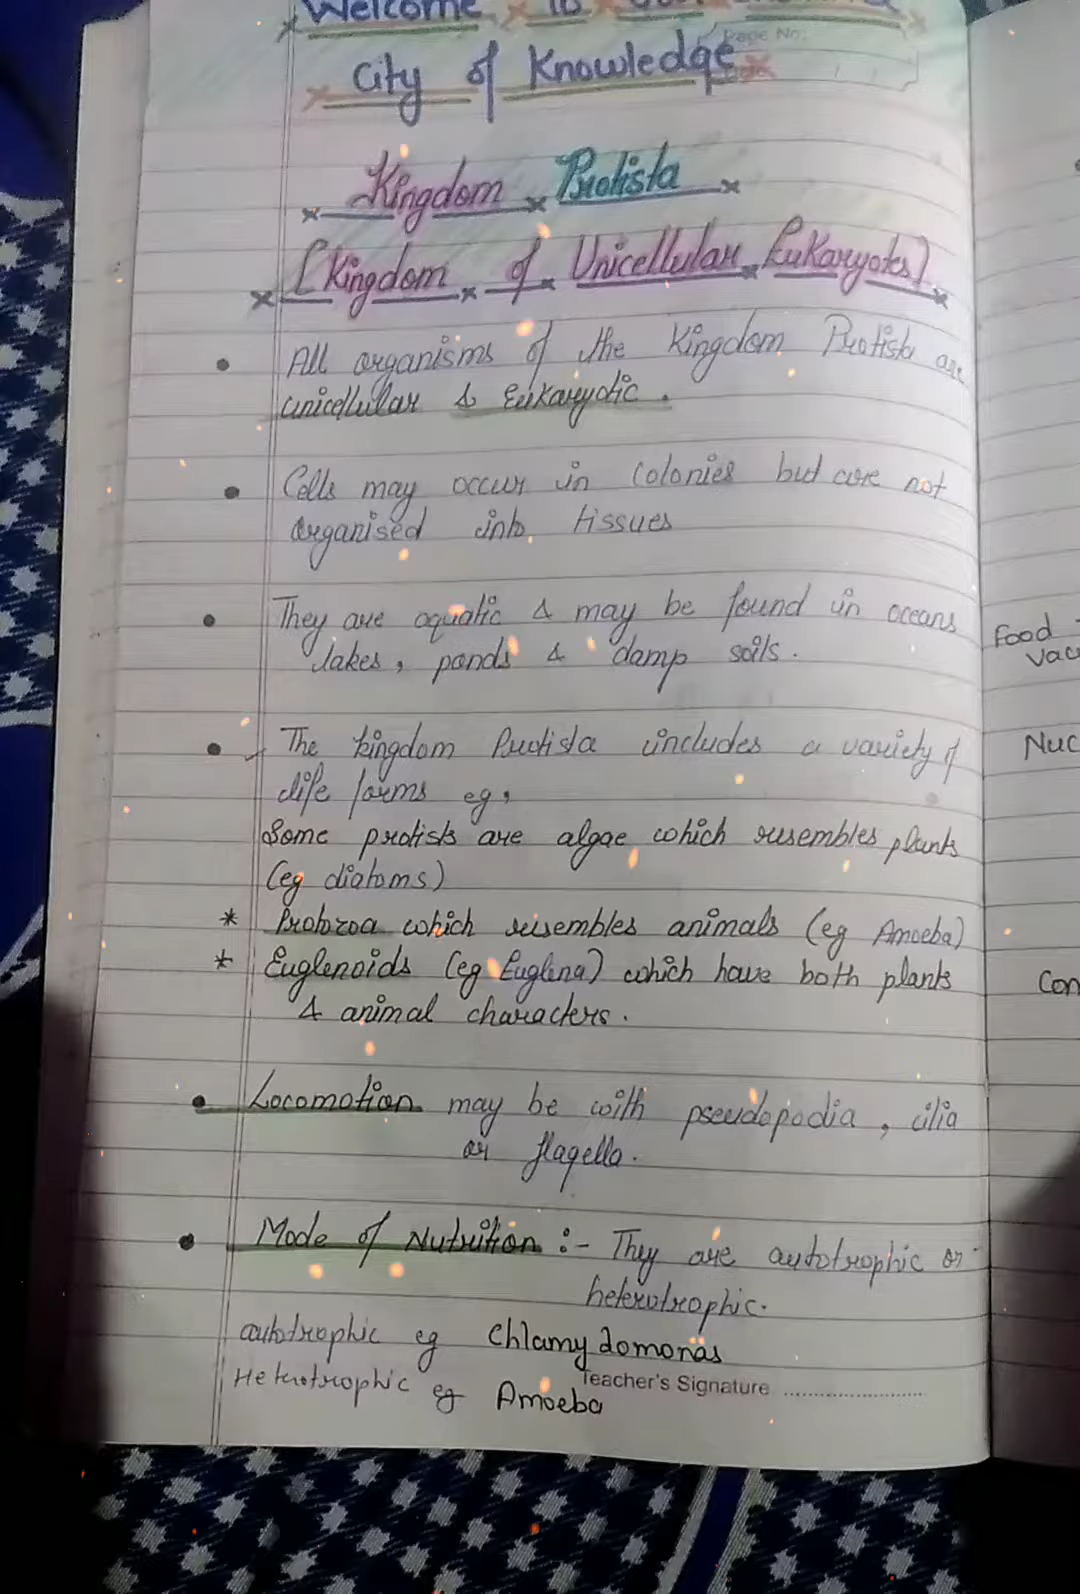 Welcome to our
Page No.
City of Knowledge
Kingdom Protista
(Kingdom of Unicellular Eukaryotes)
All organisms of the Kingdom Protista are
unicellular & Eukaryotic.
Cells may occur in colonies but are not
organised into tissues
They are aquatic & may be found in oceans
lakes, ponds & damp soils.
The kingdom Protista includes a variety of
life forms eg,
Some protists are algae which resembles plants
(eg diatoms)
* Protozoa which resembles animals (eg Amoeba)
* Euglenoids (eg Euglena) which have both plants
& animal characters.
Locomotion may be with pseudopodia, cilia
or flagella.
Mode of Nutrition :- They are autotrophic or
heterotrophic.
autotrophic eg Chlamydomonas
Heterotrophic eg Amoeba
Teacher's Signature ........................
Food
Vac
Nuc
Con